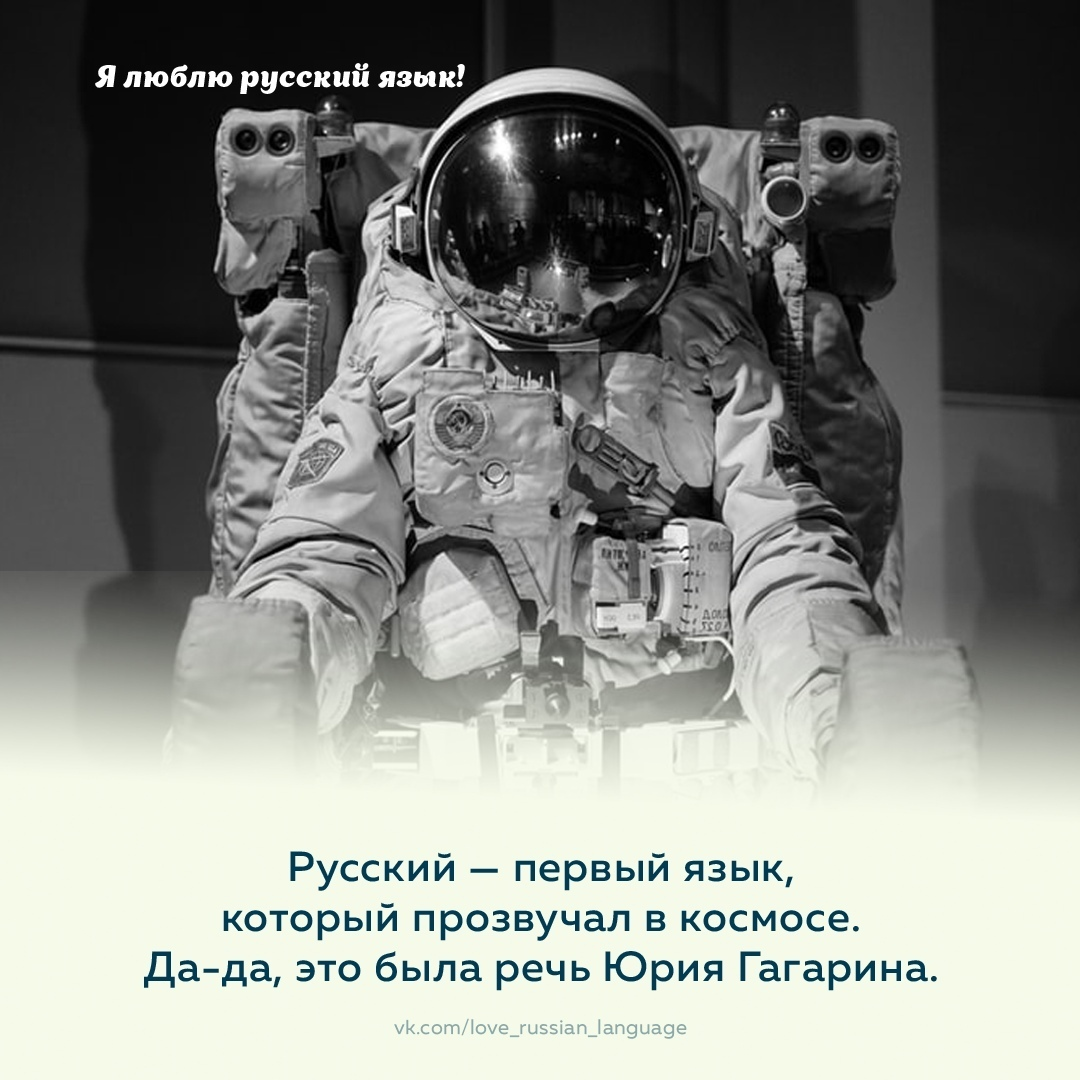 Я люблю русский язык!
Русский — первый язык,
который прозвучал в космосе.
Да-да, это была речь Юрия Гагарина.
vk.com/love_russian_language